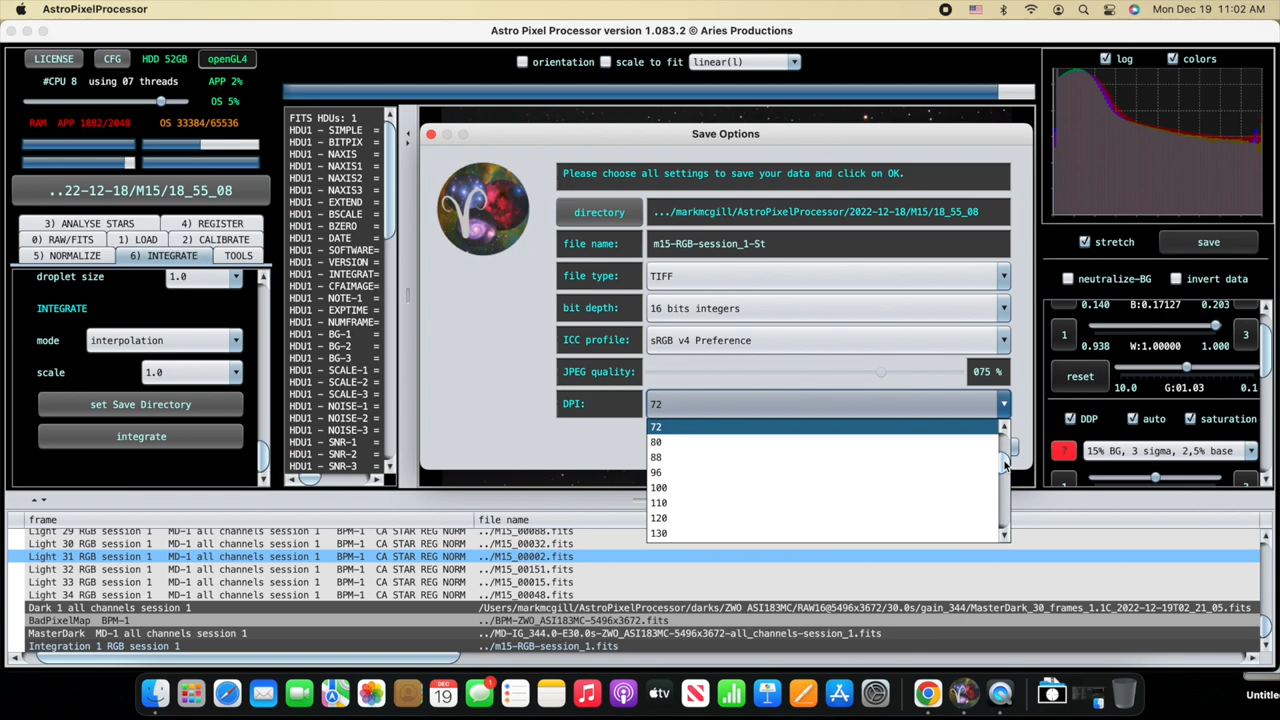 AstroPixelProcessor
Mon Dec 19 11:02 AM
Astro Pixel Processor version 1.083.2 © Aries Productions
LICENSE CFG HDD 52GB openGL4
#CPU 8 using 07 threads APP 2%
OS 5%
RAM APP 1882/2048 OS 33384/65536
..22-12-18/M15/18_55_08
3) ANALYSE STARS 4) REGISTER
0) RAW/FITS 1) LOAD 2) CALIBRATE
5) NORMALIZE 6) INTEGRATE TOOLS
droplet size 1.0
INTEGRATE
mode interpolation
scale 1.0
set Save Directory
integrate
orientation scale to fit linear(l)
FITS HDUs: 1
HDU1 - SIMPLE =
HDU1 - BITPIX =
HDU1 - NAXIS =
HDU1 - NAXIS1 =
HDU1 - NAXIS2 =
HDU1 - NAXIS3 =
HDU1 - EXTEND =
HDU1 - BSCALE =
HDU1 - BZERO =
HDU1 - DATE =
HDU1 - SOFTWARE=
HDU1 - VERSION =
HDU1 - INTEGRAT=
HDU1 - CFAIMAGE=
HDU1 - NOTE-1 =
HDU1 - EXPTIME =
HDU1 - NUMFRAME=
HDU1 - BG-1 =
HDU1 - BG-2 =
HDU1 - BG-3 =
HDU1 - SCALE-1 =
HDU1 - SCALE-2 =
HDU1 - SCALE-3 =
HDU1 - NOISE-1 =
HDU1 - NOISE-2 =
HDU1 - NOISE-3 =
HDU1 - SNR-1 =
HDU1 - SNR-2 =
HDU1 - SNR-3 =
Save Options
Please choose all settings to save your data and click on OK.
directory .../markmcgill/AstroPixelProcessor/2022-12-18/M15/18_55_08
file name: m15-RGB-session_1-St
file type: TIFF
bit depth: 16 bits integers
ICC profile: sRGB v4 Preference
JPEG quality: 075 %
DPI: 72
72
80
88
96
100
110
120
130
log colors
stretch save
neutralize-BG invert data
0.140 B:0.17127 0.203
1 3
0.938 W:1.00000 1.000
reset
10.0 G:1.03 0.1
DDP auto saturation
? 15% BG, 3 sigma, 2,5% base
frame file name
Light 29 RGB session 1 MD-1 all channels session 1 BPM-1 CA STAR REG NORM ../M15_00088.fits
Light 30 RGB session 1 MD-1 all channels session 1 BPM-1 CA STAR REG NORM ../M15_00032.fits
Light 31 RGB session 1 MD-1 all channels session 1 BPM-1 CA STAR REG NORM ../M15_00002.fits
Light 32 RGB session 1 MD-1 all channels session 1 BPM-1 CA STAR REG NORM ../M15_00151.fits
Light 33 RGB session 1 MD-1 all channels session 1 BPM-1 CA STAR REG NORM ../M15_00015.fits
Light 34 RGB session 1 MD-1 all channels session 1 BPM-1 CA STAR REG NORM ../M15_00048.fits
Dark 1 all channels session 1 /Users/markmcgill/AstroPixelProcessor/darks/ZWO ASI183MC/RAW16@5496x3672/30.0s/gain_344/MasterDark_30_frames_1.1C_2022-12-19T02_21_05.fits
BadPixelMap BPM-1 ../BPM-ZWO_ASI183MC-5496x3672.fits
MasterDark MD-1 all channels session 1 ../MD-IG_344.0-E30.0s-ZWO_ASI183MC-5496x3672-all_channels-session_1.fits
Integration 1 RGB session 1 ../m15-RGB-session_1.fits
DEC
19
1
tv
Untitle